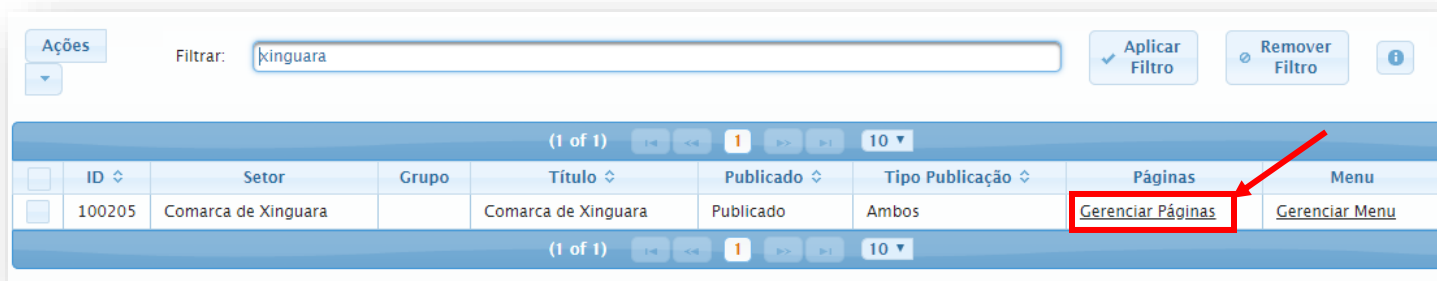 Ações
Filtrar: xinguara
Aplicar Filtro
Remover Filtro
(1 of 1) 1 10
ID Setor Grupo Título Publicado Tipo Publicação Páginas Menu
100205 Comarca de Xinguara Comarca de Xinguara Publicado Ambos Gerenciar Páginas Gerenciar Menu
(1 of 1) 1 10